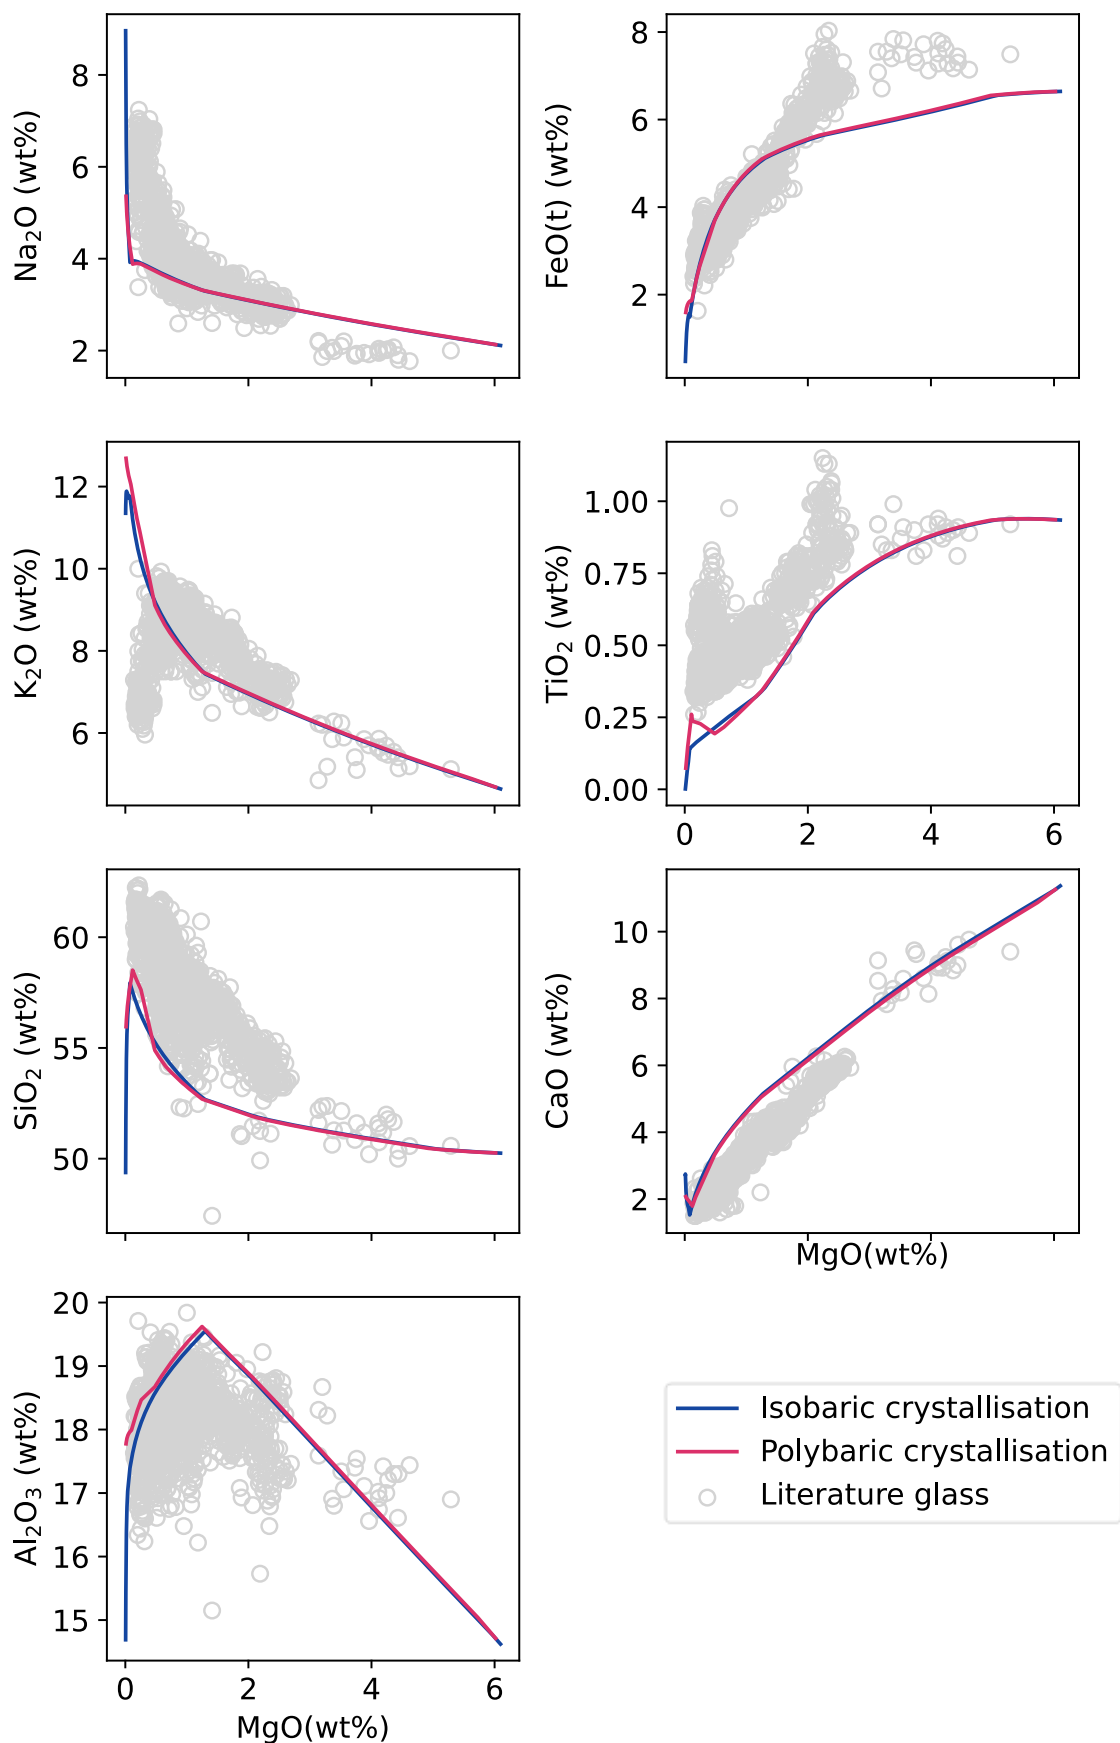 Na₂O (wt%)
8
6
4
2
FeO(t) (wt%)
8
6
4
2
K₂O (wt%)
12
10
8
6
TiO₂ (wt%)
1.00
0.75
0.50
0.25
0.00
0 2 4 6
SiO₂ (wt%)
60
55
50
CaO (wt%)
10
8
6
4
2
MgO(wt%)
Al₂O₃ (wt%)
20
19
18
17
16
15
0 2 4 6
MgO(wt%)
Isobaric crystallisation
Polybaric crystallisation
Literature glass